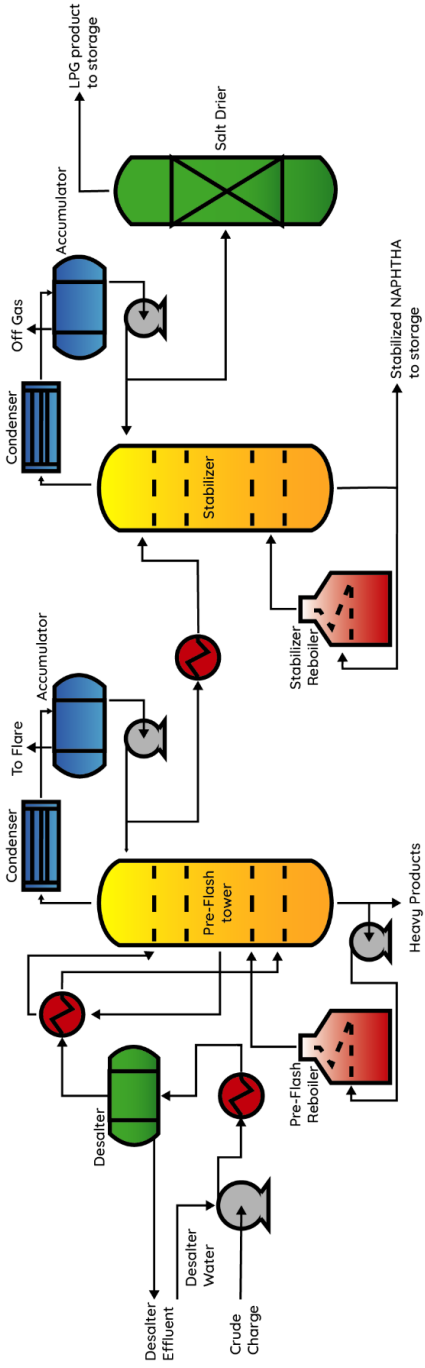 Crude
Charge
Desalter
Effluent
Desalter
Water
Desalter
Pre-Flash
Reboiler
Pre-Flash
tower
Heavy Products
Condenser
To Flare
Accumulator
Stabilizer
Reboiler
Stabilizer
Condenser
Off Gas
Accumulator
Stabilized NAPHTHA
to storage
Salt Drier
LPG product
to storage